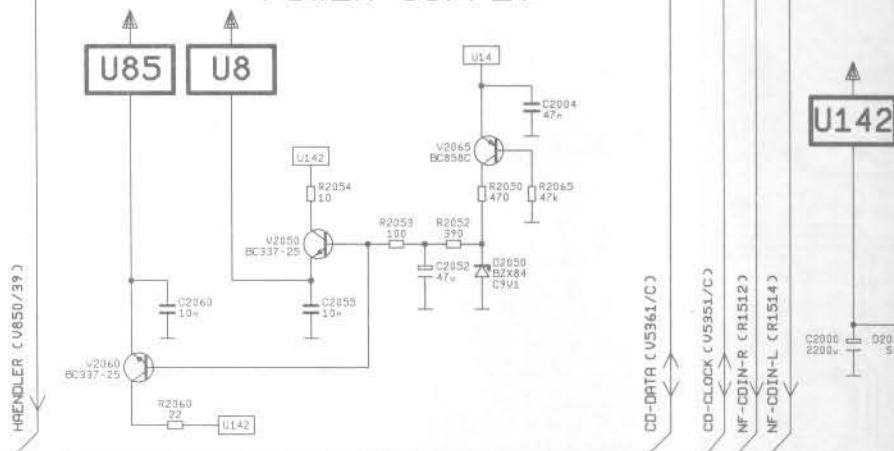 U85
U8
U14
C2004
47n
U142
V2065
BC858C
U142
R2054
10
R2050
470
R2065
47k
R2053
100
R2052
390
V2050
BC337-25
C2052
47u
D2050
BZX84
C9V1
C2060
10n
C2055
10n
V2060
BC337-25
R2060
22
U142
HAENDLER (V850/39)
CD-DATA (V5361/C)
CD-CLOCK (V5351/C)
NF-CDIN-R (R1512)
NF-CDIN-L (R1514)
C2000
2200u